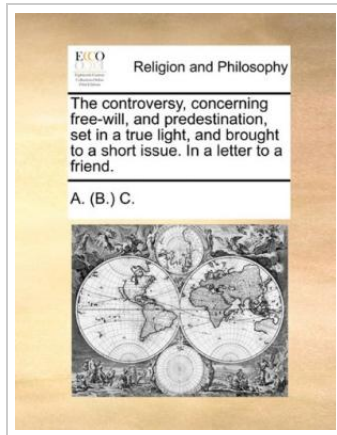 ECCO
Religion and Philosophy
The controversy, concerning
free-will, and predestination,
set in a true light, and brought
to a short issue. In a letter to a
friend.
A. (B.) C.